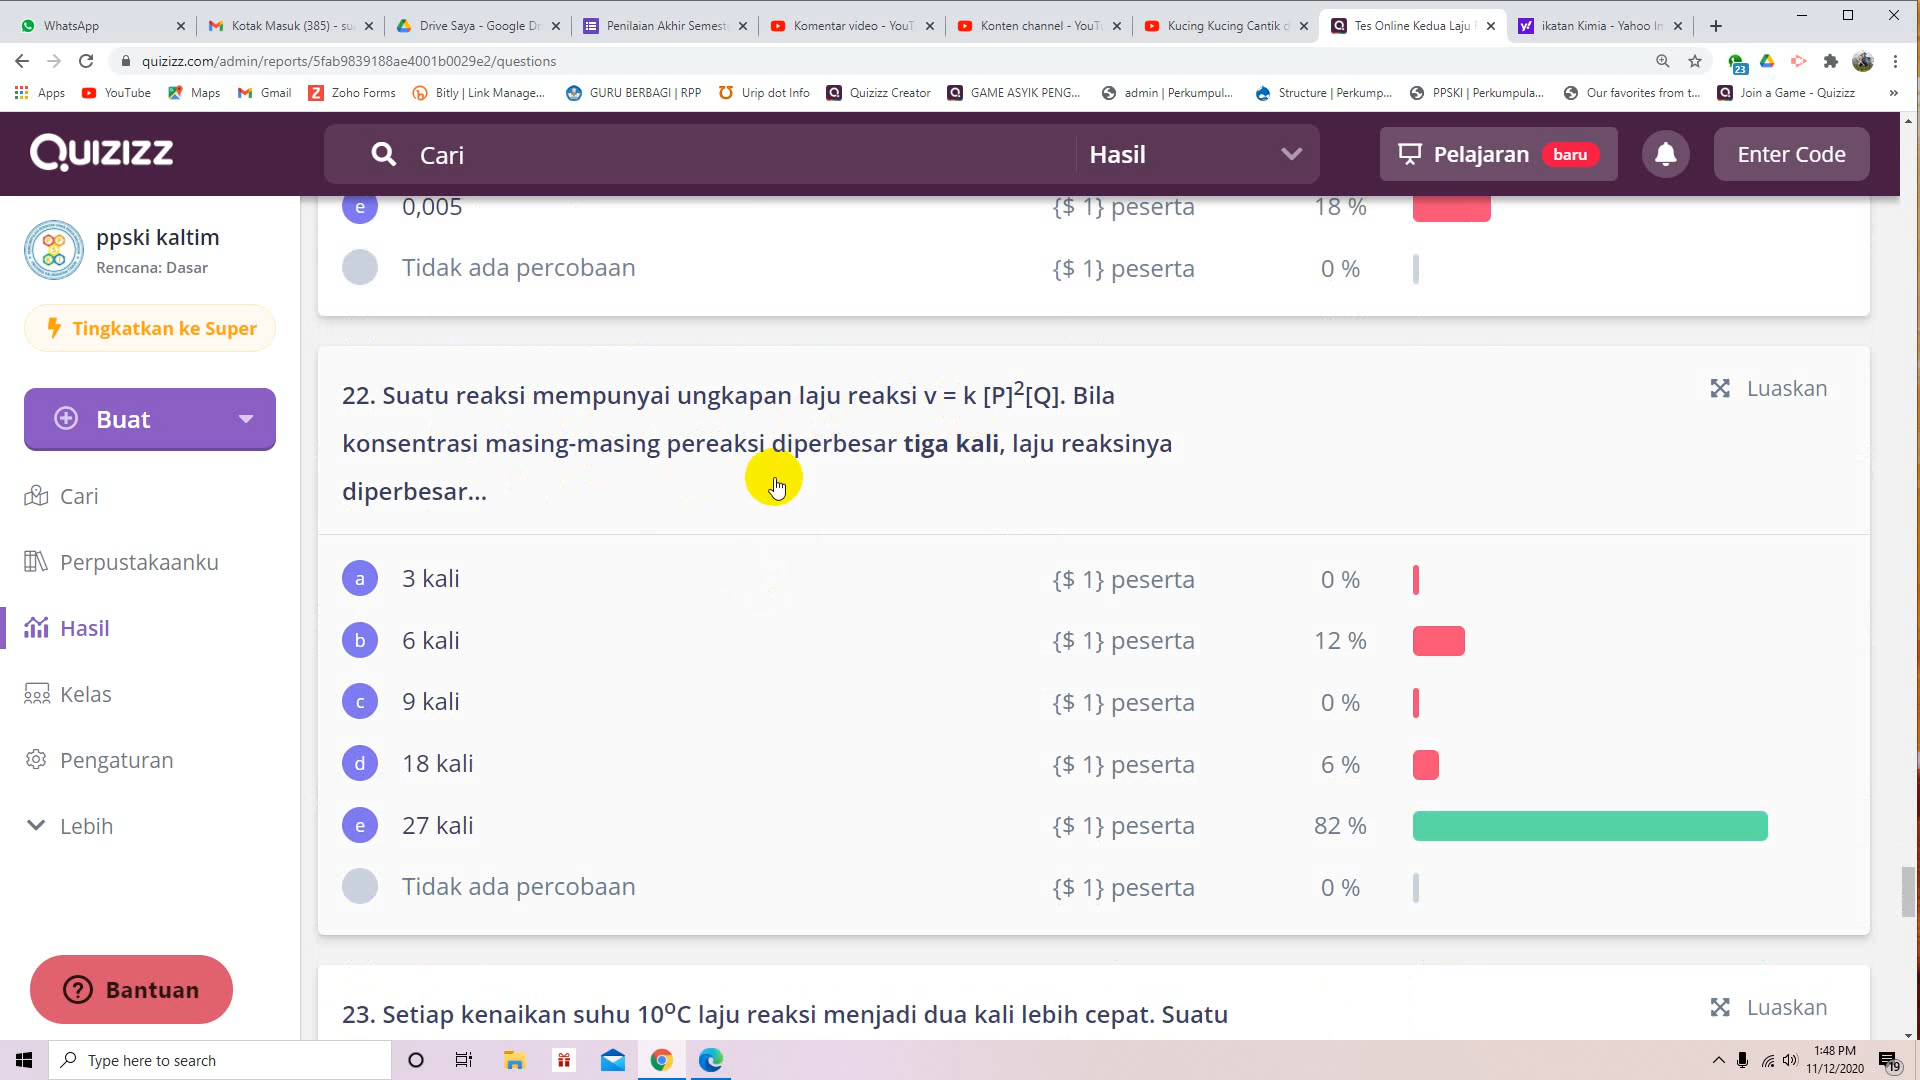 WhatsApp
Kotak Masuk (385) - su
Drive Saya - Google Dr
Penilaian Akhir Semest
Komentar video - YouT
Konten channel - YouTu
Kucing Kucing Cantik d
Tes Online Kedua Laju
ikatan Kimia - Yahoo Im
quizizz.com/admin/reports/5fab9839188ae4001b0029e2/questions
23
Apps
YouTube
Maps
Gmail
Zoho Forms
Bitly | Link Manage...
GURU BERBAGI | RPP
Urip dot Info
Quizizz Creator
GAME ASYIK PENG...
admin | Perkumpul...
Structure | Perkump...
PPSKI | Perkumpula...
Our favorites from t...
Join a Game - Quizizz
»
QUIZIZZ
Cari
Hasil
Pelajaran baru
Enter Code
ppski kaltim
Rencana: Dasar
Tingkatkan ke Super
Buat
Cari
Perpustakaanku
Hasil
Kelas
Pengaturan
Lebih
Bantuan
e 0,005 {$ 1} peserta 18 %
Tidak ada percobaan {$ 1} peserta 0 %
22. Suatu reaksi mempunyai ungkapan laju reaksi v = k [P]²[Q]. Bila
konsentrasi masing-masing pereaksi diperbesar tiga kali, laju reaksinya
diperbesar...
Luaskan
a 3 kali {$ 1} peserta 0 %
b 6 kali {$ 1} peserta 12 %
c 9 kali {$ 1} peserta 0 %
d 18 kali {$ 1} peserta 6 %
e 27 kali {$ 1} peserta 82 %
Tidak ada percobaan {$ 1} peserta 0 %
23. Setiap kenaikan suhu 10⁰C laju reaksi menjadi dua kali lebih cepat. Suatu
Luaskan
Type here to search
1:48 PM
11/12/2020
19